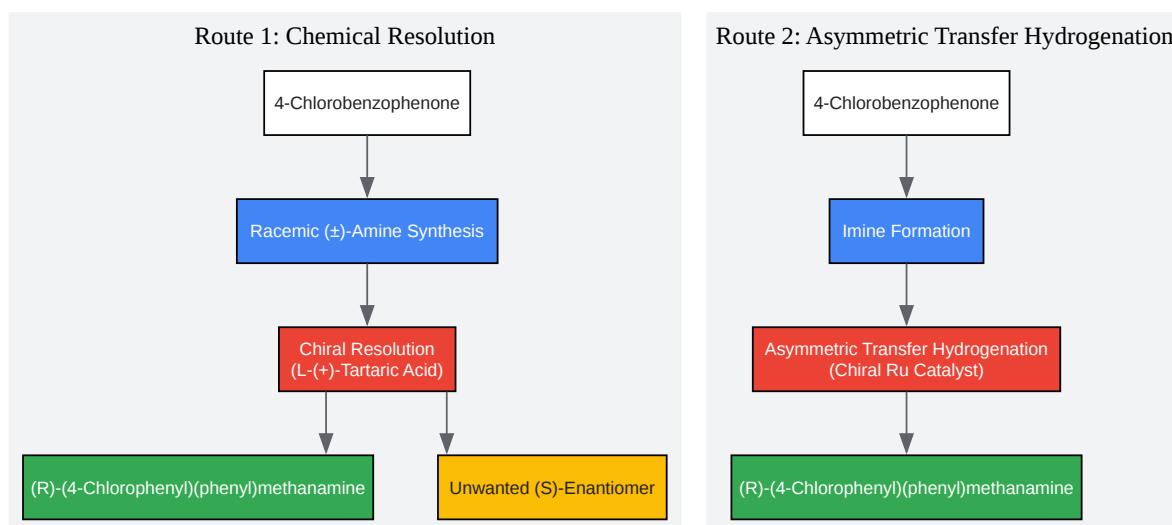 Route 1: Chemical Resolution
4-Chlorobenzophenone
Racemic (±)-Amine Synthesis
Chiral Resolution
(L-(+)-Tartaric Acid)
(R)-(4-Chlorophenyl)(phenyl)methanamine
Unwanted (S)-Enantiomer
Route 2: Asymmetric Transfer Hydrogenation
4-Chlorobenzophenone
Imine Formation
Asymmetric Transfer Hydrogenation
(Chiral Ru Catalyst)
(R)-(4-Chlorophenyl)(phenyl)methanamine